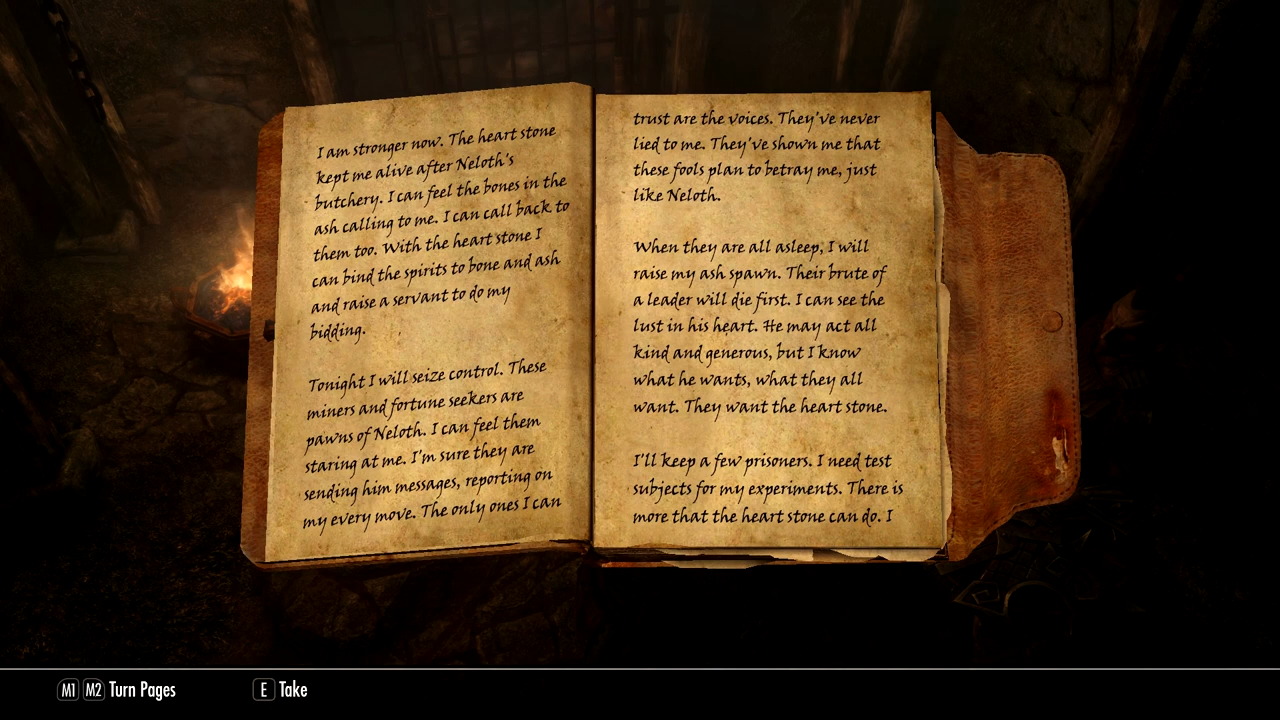 I am stronger now. The heart stone
kept me alive after Neloth's
butchery. I can feel the bones in the
ash calling to me. I can call back to
them too. With the heart stone I
can bind the spirits to bone and ash
and raise a servant to do my
bidding.
Tonight I will seize control. These
miners and fortune seekers are
pawns of Neloth. I can feel them
staring at me. I'm sure they are
sending him messages, reporting on
my every move. The only ones I can
trust are the voices. They've never
lied to me. They've shown me that
these fools plan to betray me, just
like Neloth.
When they are all asleep, I will
raise my ash spawn. Their brute of
a leader will die first. I can see the
lust in his heart. He may act all
kind and generous, but I know
what he wants, what they all
want. They want the heart stone.
I'll keep a few prisoners. I need test
subjects for my experiments. There is
more that the heart stone can do. I
M1 M2 Turn Pages
E Take